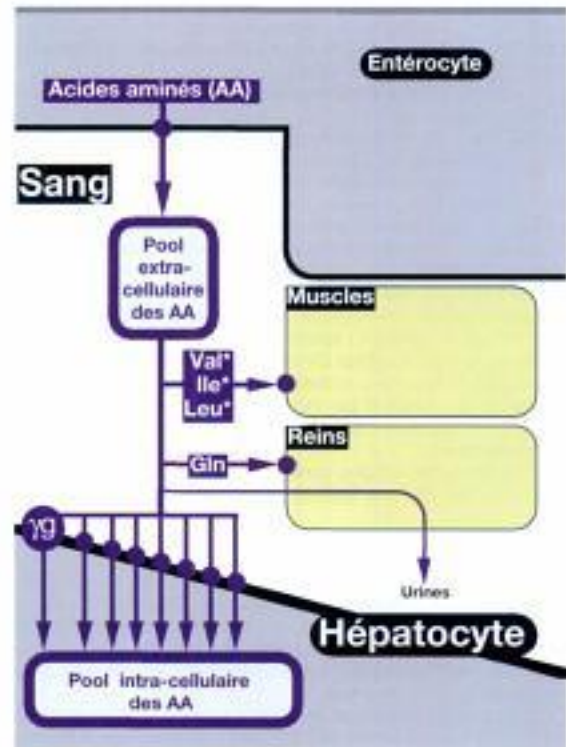 Entérocyte
Acides aminés (AA)
Sang
Pool
extra-
cellulaire
des AA
Muscles
Val*
Ile*
Leu*
Reins
Gln
γg
Urines
Hépatocyte
Pool intra-cellulaire
des AA